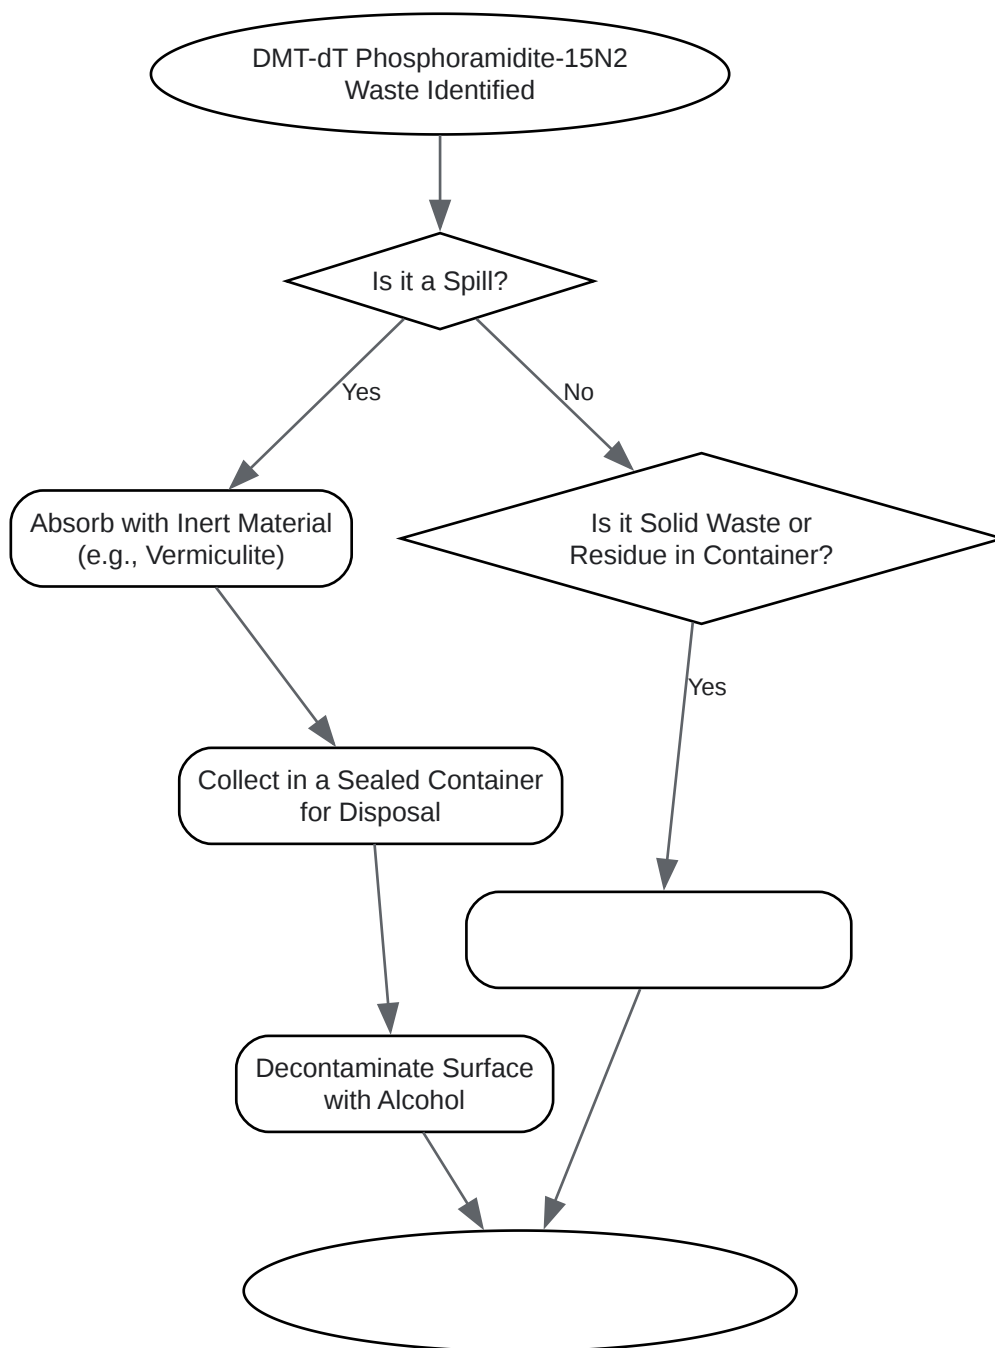 DMT-dT Phosphoramidite-15N2
Waste Identified
Is it a Spill?
Yes
No
Absorb with Inert Material
(e.g., Vermiculite)
Is it Solid Waste or
Residue in Container?
Yes
Collect in a Sealed Container
for Disposal
Decontaminate Surface
with Alcohol